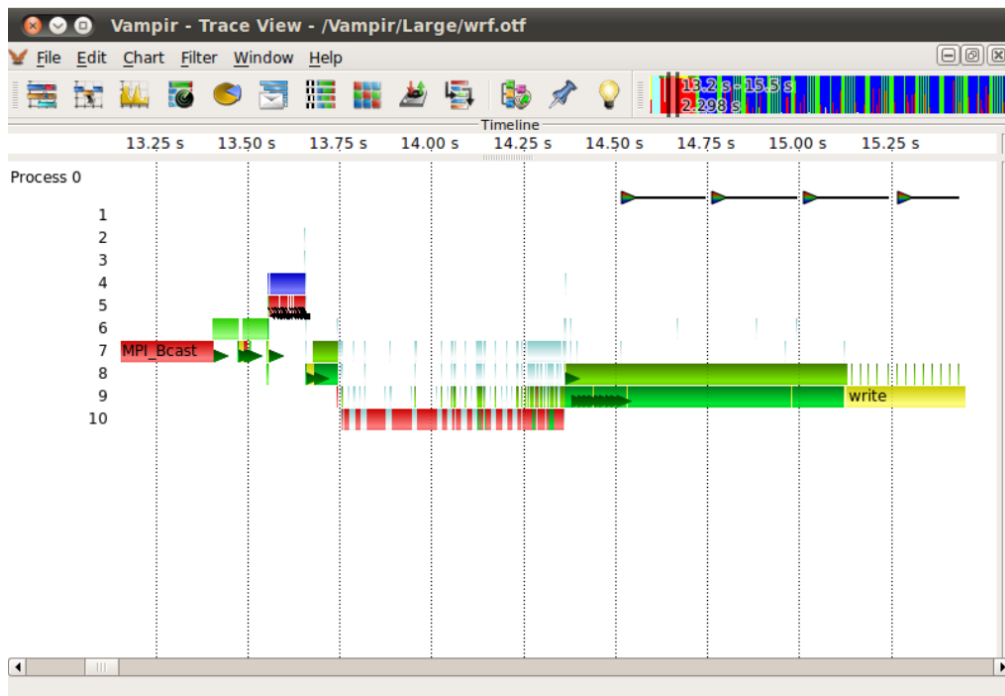 Vampir - Trace View - /Vampir/Large/wrf.otf
File Edit Chart Filter Window Help
13.2 s - 15.5 s
2.298 s
Timeline
13.25 s 13.50 s 13.75 s 14.00 s 14.25 s 14.50 s 14.75 s 15.00 s 15.25 s
Process 0
1
2
3
4
5
6
7 MPI_Bcast
8
9 write
10